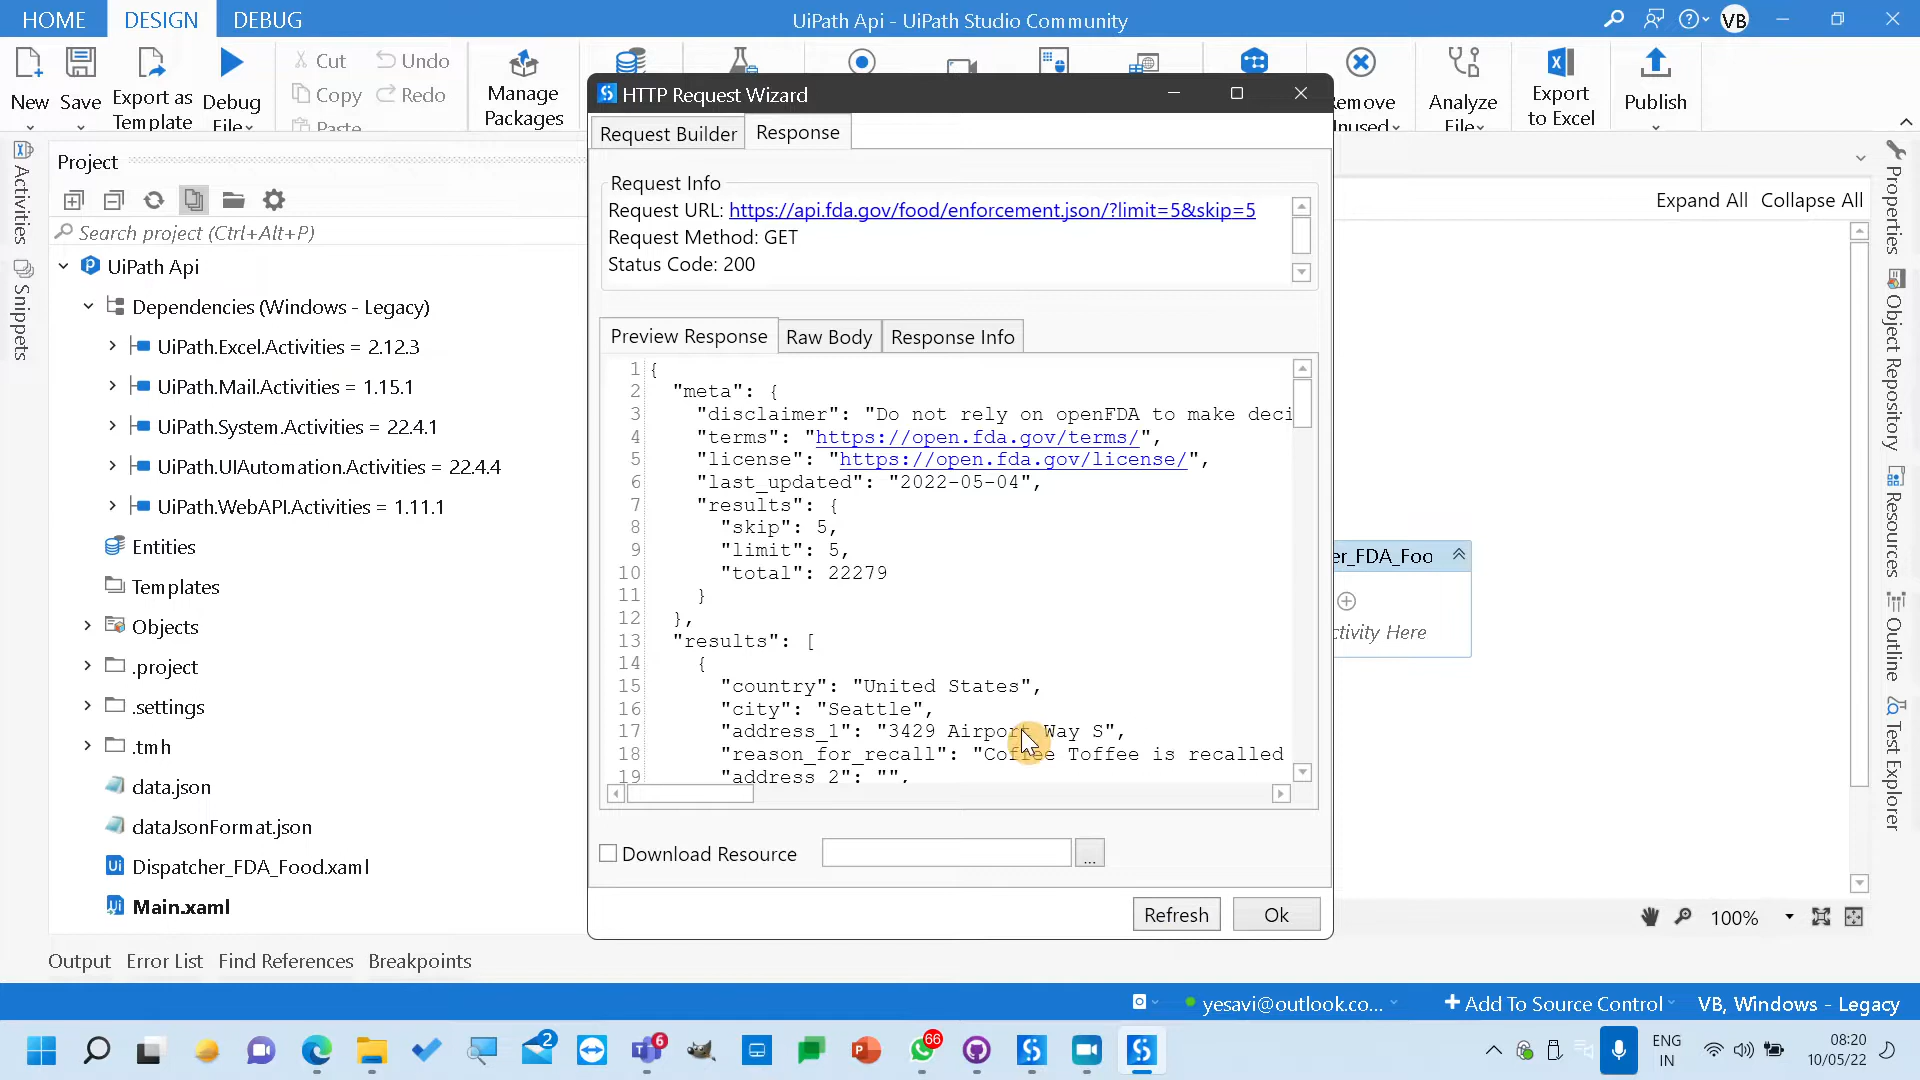 HOME DESIGN DEBUG
UiPath Api - UiPath Studio Community
VB
New
Save
Export as Template
Debug File
Cut
Copy
Paste
Undo
Redo
Manage Packages
Remove Unused
Analyze File
Export to Excel
Publish
HTTP Request Wizard
Request Builder Response
Request Info
Request URL: https://api.fda.gov/food/enforcement.json/?limit=5&skip=5
Request Method: GET
Status Code: 200
Preview Response Raw Body Response Info
1 {
2 "meta": {
3 "disclaimer": "Do not rely on openFDA to make deci
4 "terms": "https://open.fda.gov/terms/",
5 "license": "https://open.fda.gov/license/",
6 "last_updated": "2022-05-04",
7 "results": {
8 "skip": 5,
9 "limit": 5,
10 "total": 22279
11 }
12 },
13 "results": [
14 {
15 "country": "United States",
16 "city": "Seattle",
17 "address_1": "3429 Airport Way S",
18 "reason_for_recall": "Coffee Toffee is recalled
19 "address_2": "",
Download Resource ...
Refresh Ok
Activities
Snippets
Project
Search project (Ctrl+Alt+P)
UiPath Api
Dependencies (Windows - Legacy)
UiPath.Excel.Activities = 2.12.3
UiPath.Mail.Activities = 1.15.1
UiPath.System.Activities = 22.4.1
UiPath.UIAutomation.Activities = 22.4.4
UiPath.WebAPI.Activities = 1.11.1
Entities
Templates
Objects
.project
.settings
.tmh
data.json
dataJsonFormat.json
Dispatcher_FDA_Food.xaml
Main.xaml
Expand All Collapse All
er_FDA_Foo
ctivity Here
Properties
Object Repository
Resources
Outline
Test Explorer
100%
Output Error List Find References Breakpoints
yesavi@outlook.co... Add To Source Control VB, Windows - Legacy
2
6
66
ENG
IN
08:20
10/05/22